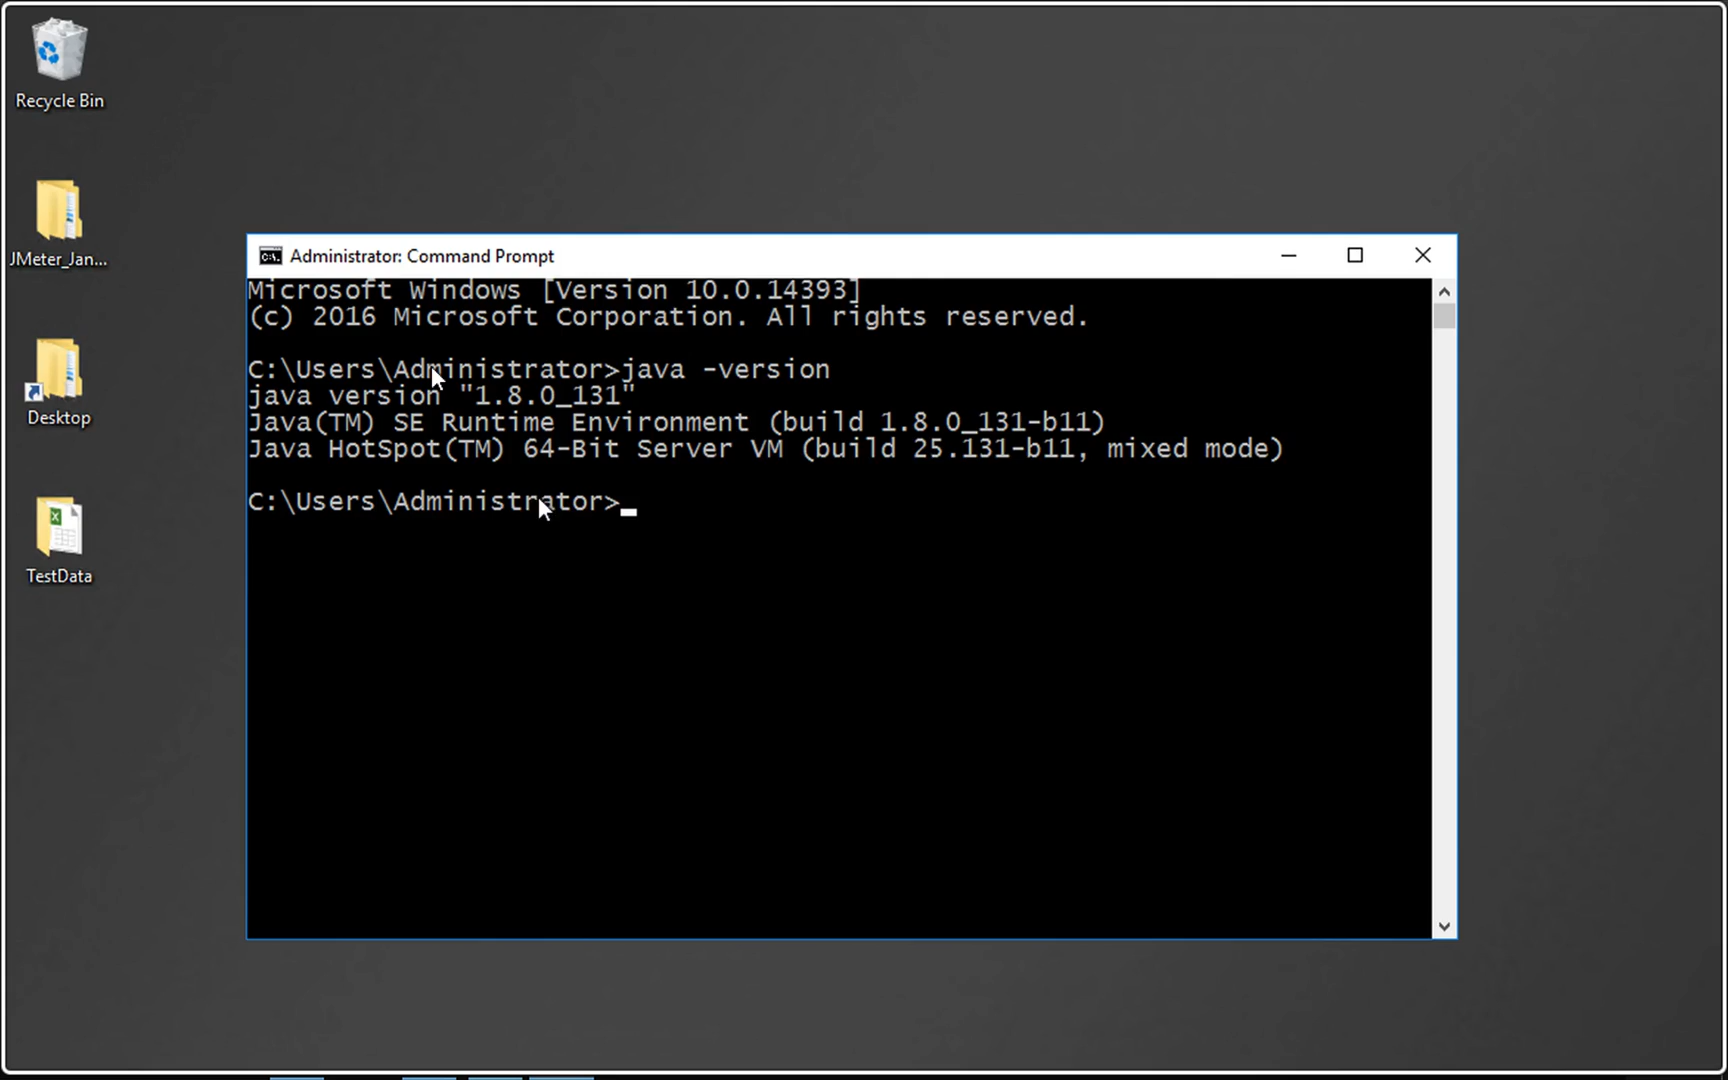 Recycle Bin
JMeter_Jan...
Desktop
TestData
Administrator: Command Prompt
Microsoft Windows [Version 10.0.14393]
(c) 2016 Microsoft Corporation. All rights reserved.
C:\Users\Administrator>java -version
java version "1.8.0_131"
Java(TM) SE Runtime Environment (build 1.8.0_131-b11)
Java HotSpot(TM) 64-Bit Server VM (build 25.131-b11, mixed mode)
C:\Users\Administrator>